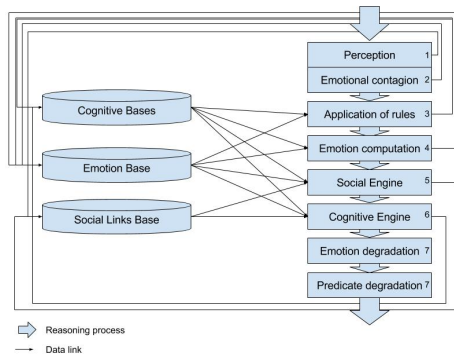 Perception 1
Emotional contagion 2
Cognitive Bases
Application of rules 3
Emotion computation 4
Emotion Base
Social Engine 5
Social Links Base
Cognitive Engine 6
Emotion degradation 7
Predicate degradation 7
Reasoning process
Data link